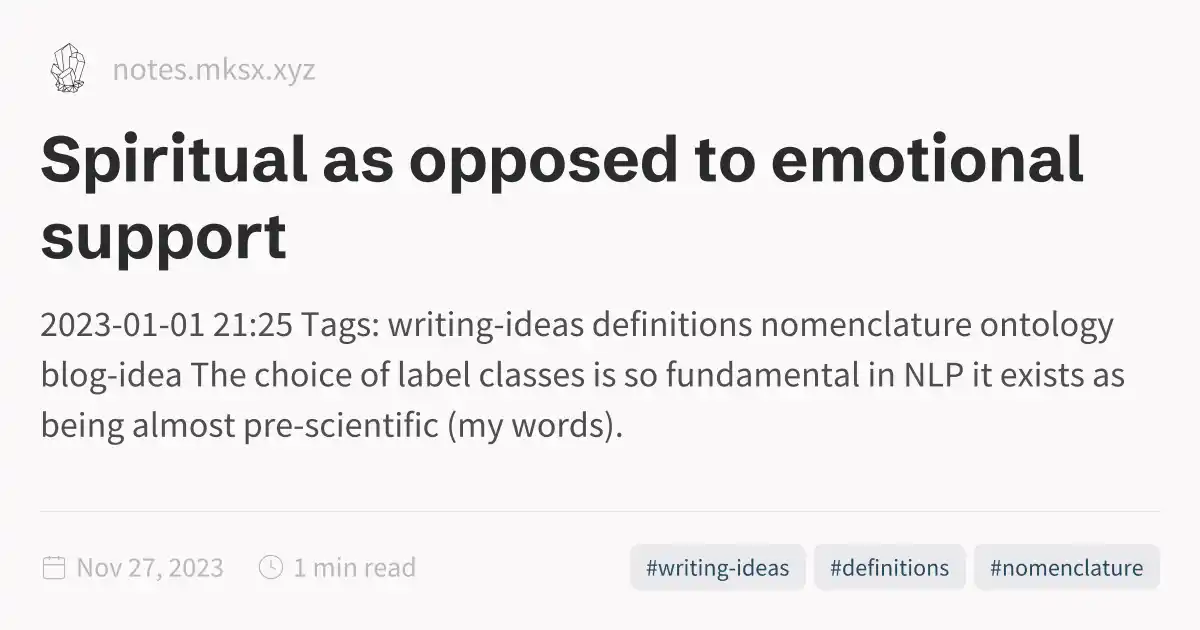 notes.mksx.xyz
Spiritual as opposed to emotional
support
2023-01-01 21:25 Tags: writing-ideas definitions nomenclature ontology
blog-idea The choice of label classes is so fundamental in NLP it exists as
being almost pre-scientific (my words).
Nov 27, 2023 1 min read #writing-ideas #definitions #nomenclature